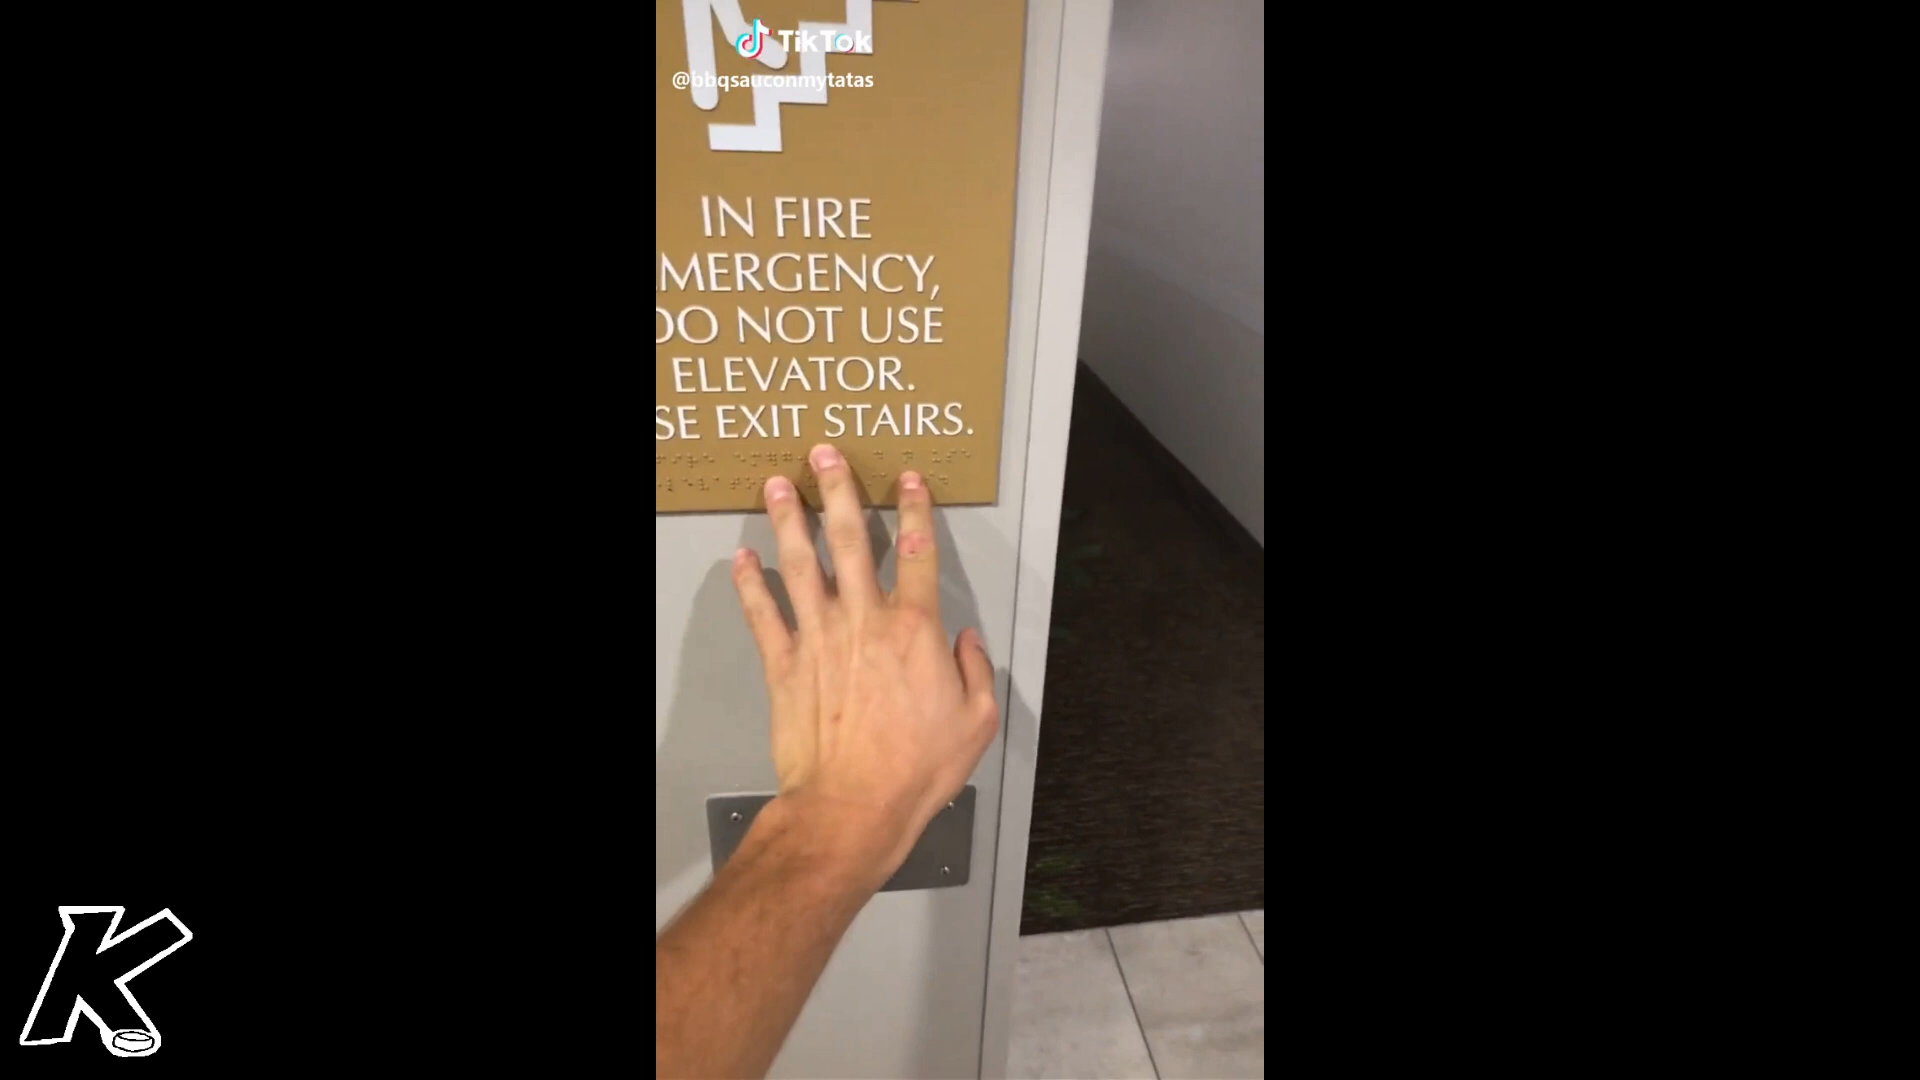 TikTok
@bbqsauconmytatas
IN FIRE
MERGENCY,
DO NOT USE
ELEVATOR.
SE EXIT STAIRS.
K